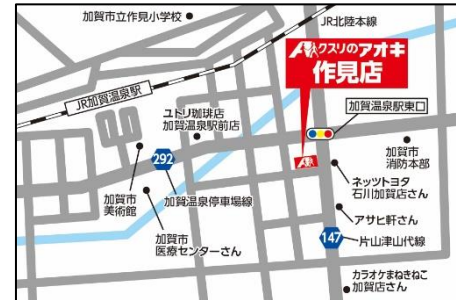 加賀市立作見小学校
JR北陸本線
クスリのアオキ
作見店
JR加賀温泉駅
ユトリ珈琲店
加賀温泉駅前店
加賀温泉駅東口
292
加賀市
消防本部
加賀市
美術館
加賀温泉停車場線
ネッツトヨタ
石川加賀店さん
加賀市
医療センターさん
アサヒ軒さん
147
片山津山代線
カラオケまねきねこ
加賀店さん